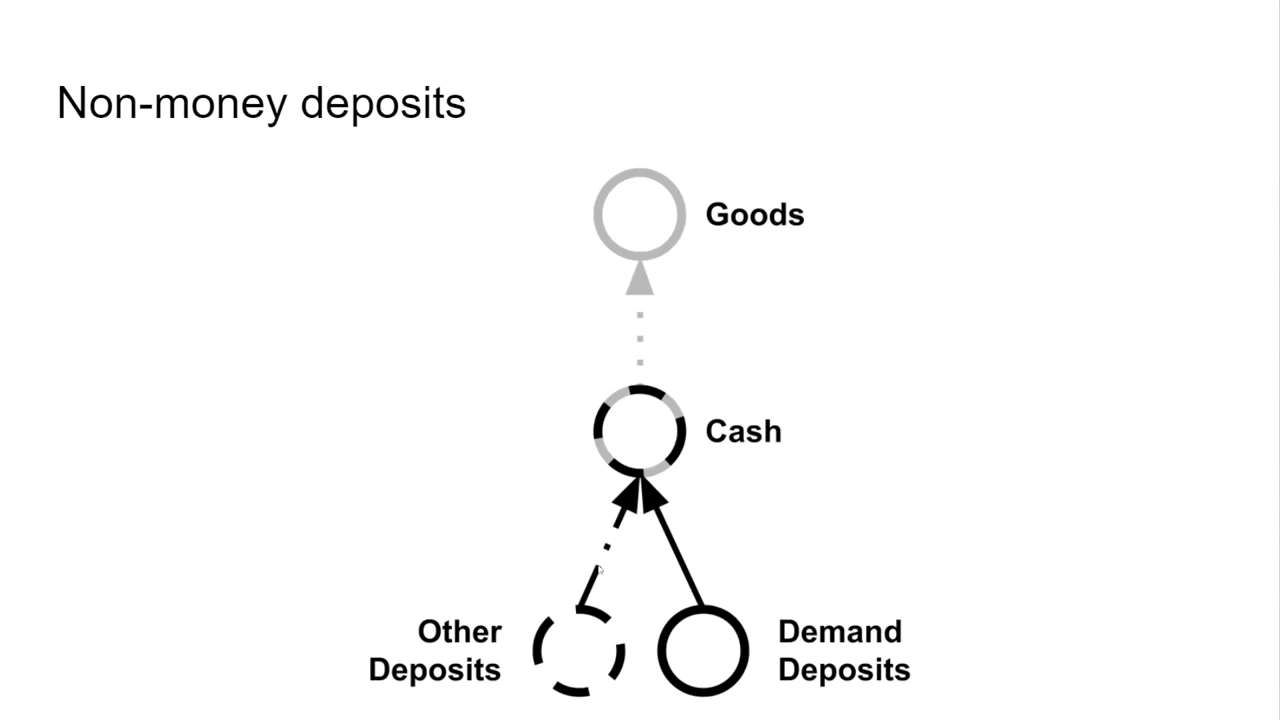 Non-money deposits
Goods
Cash
Other
Deposits
Demand
Deposits